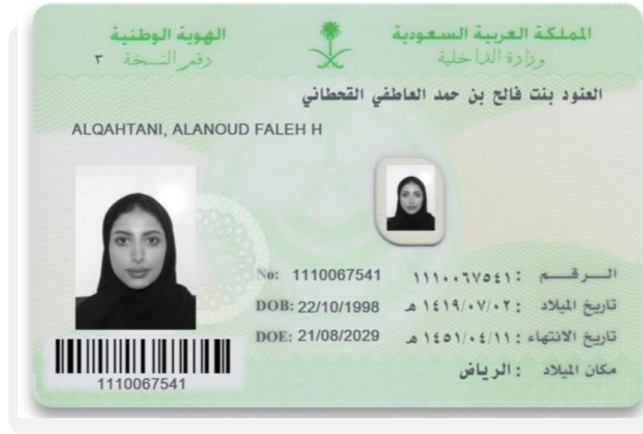 المملكة العربية السعودية
وزارة الداخلية
الهوية الوطنية
رقم النسخة ٣
العنود بنت فالح بن حمد العاطفي القحطاني
ALQAHTANI, ALANOUD FALEH H
الرقم : ١١١٠٠٦٧٥٤١ No: 1110067541
تاريخ الميلاد : ١٤١٩/٠٧/٠٢ هـ DOB: 22/10/1998
تاريخ الانتهاء : ١٤٥١/٠٤/١١ هـ DOE: 21/08/2029
مكان الميلاد : الرياض
1110067541